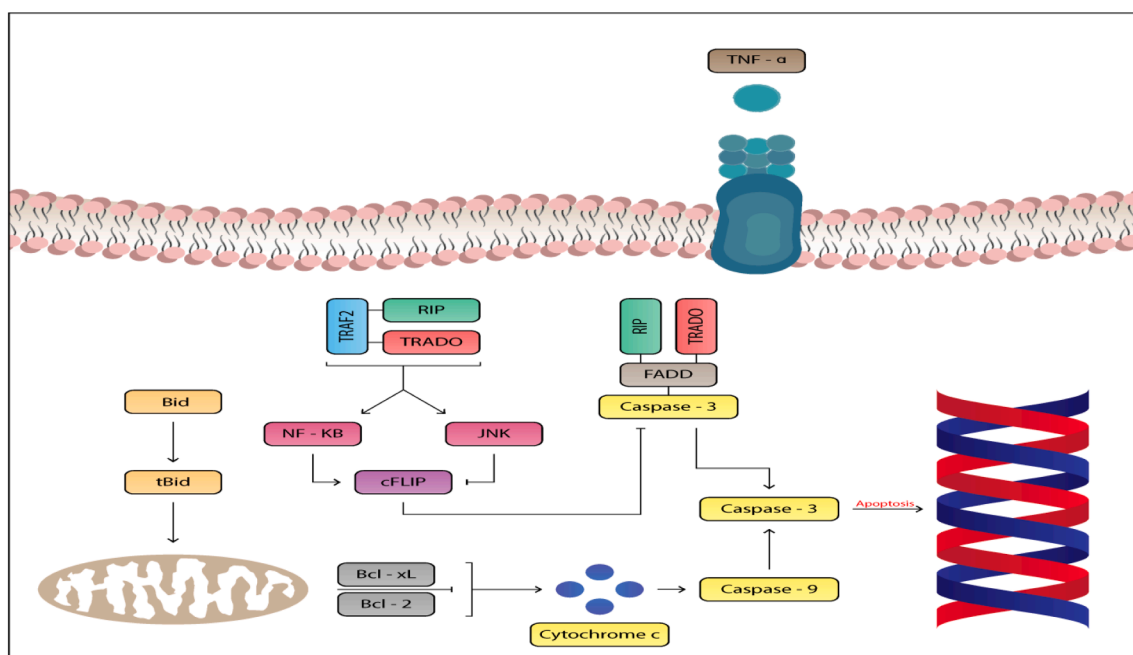 TNF - α
TRAF2
RIP
TRADO
RIP
TRADO
FADD
Caspase - 3
Bid
NF - KB
JNK
tBid
cFLIP
Caspase - 3
Apoptosis
Bcl - xL
Bcl - 2
Caspase - 9
Cytochrome c